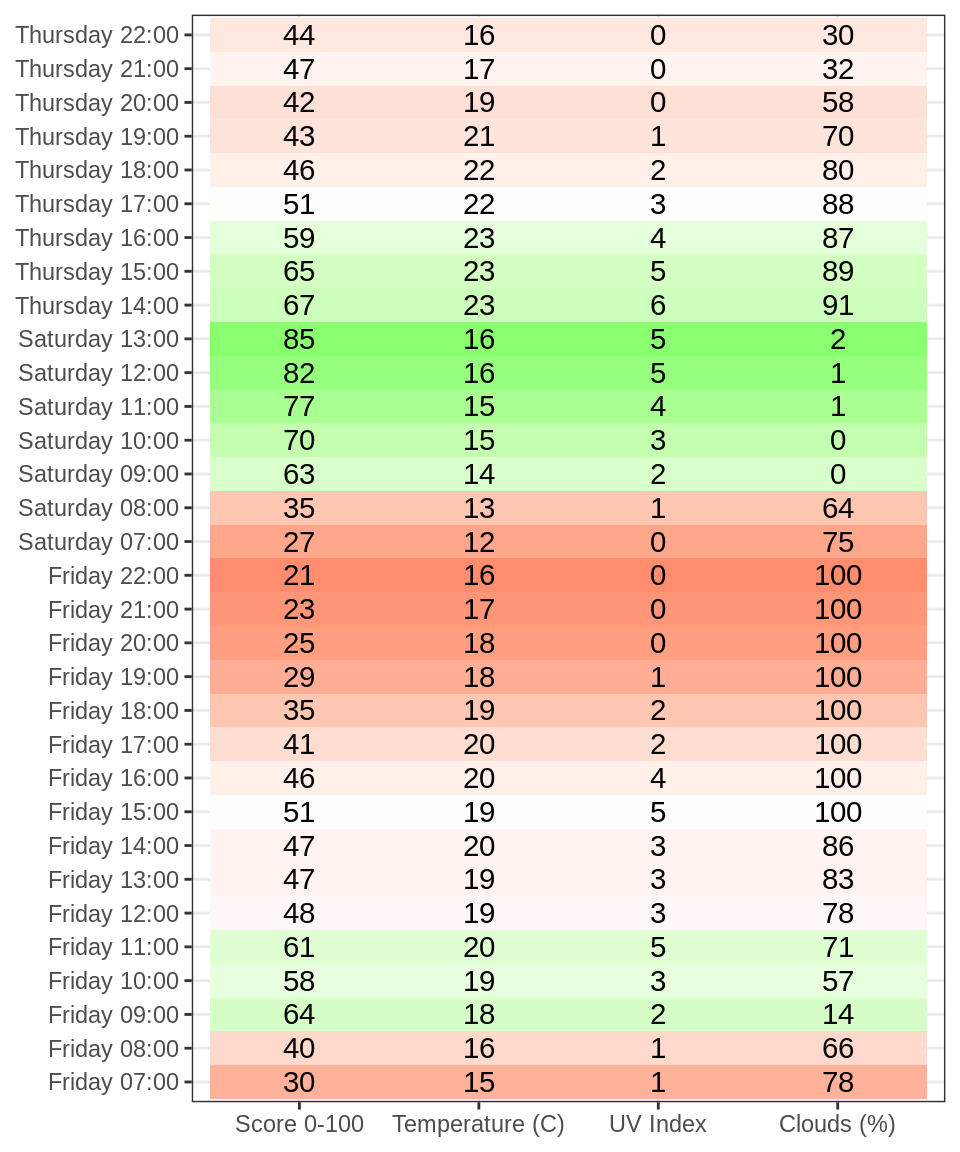 Thursday 22:00 44 16 0 30
Thursday 21:00 47 17 0 32
Thursday 20:00 42 19 0 58
Thursday 19:00 43 21 1 70
Thursday 18:00 46 22 2 80
Thursday 17:00 51 22 3 88
Thursday 16:00 59 23 4 87
Thursday 15:00 65 23 5 89
Thursday 14:00 67 23 6 91
Saturday 13:00 85 16 5 2
Saturday 12:00 82 16 5 1
Saturday 11:00 77 15 4 1
Saturday 10:00 70 15 3 0
Saturday 09:00 63 14 2 0
Saturday 08:00 35 13 1 64
Saturday 07:00 27 12 0 75
Friday 22:00 21 16 0 100
Friday 21:00 23 17 0 100
Friday 20:00 25 18 0 100
Friday 19:00 29 18 1 100
Friday 18:00 35 19 2 100
Friday 17:00 41 20 2 100
Friday 16:00 46 20 4 100
Friday 15:00 51 19 5 100
Friday 14:00 47 20 3 86
Friday 13:00 47 19 3 83
Friday 12:00 48 19 3 78
Friday 11:00 61 20 5 71
Friday 10:00 58 19 3 57
Friday 09:00 64 18 2 14
Friday 08:00 40 16 1 66
Friday 07:00 30 15 1 78
Score 0-100 Temperature (C) UV Index Clouds (%)